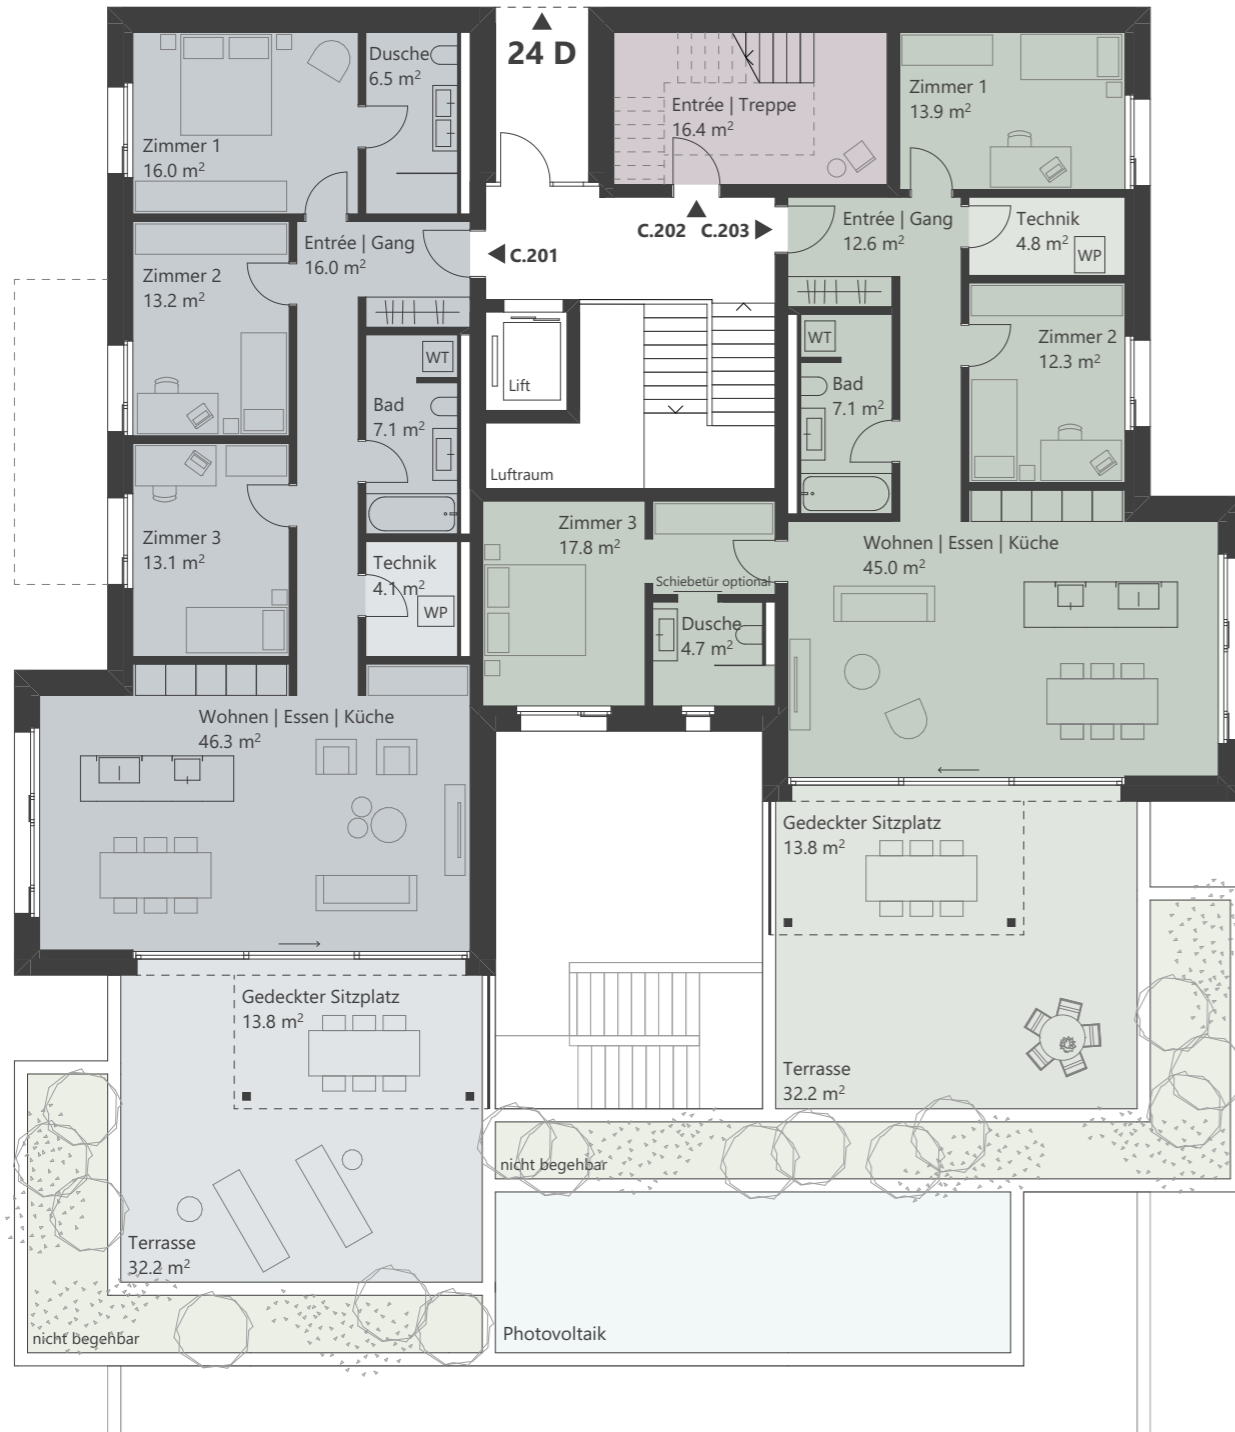 24 D
Zimmer 1
16.0 m²
Dusche
6.5 m²
Entrée | Treppe
16.4 m²
Zimmer 1
13.9 m²
Zimmer 2
13.2 m²
Entrée | Gang
16.0 m²
C.201
C.202
C.203
Entrée | Gang
12.6 m²
Technik
4.8 m²
WP
Zimmer 2
12.3 m²
WT
Bad
7.1 m²
Lift
Luftraum
WT
Bad
7.1 m²
Zimmer 3
13.1 m²
Technik
4.1 m²
WP
Zimmer 3
17.8 m²
Schiebetür optional
Dusche
4.7 m²
Wohnen | Essen | Küche
45.0 m²
Wohnen | Essen | Küche
46.3 m²
Gedeckter Sitzplatz
13.8 m²
Terrasse
32.2 m²
Gedeckter Sitzplatz
13.8 m²
Terrasse
32.2 m²
nicht begehbar
nicht begehbar
Photovoltaik